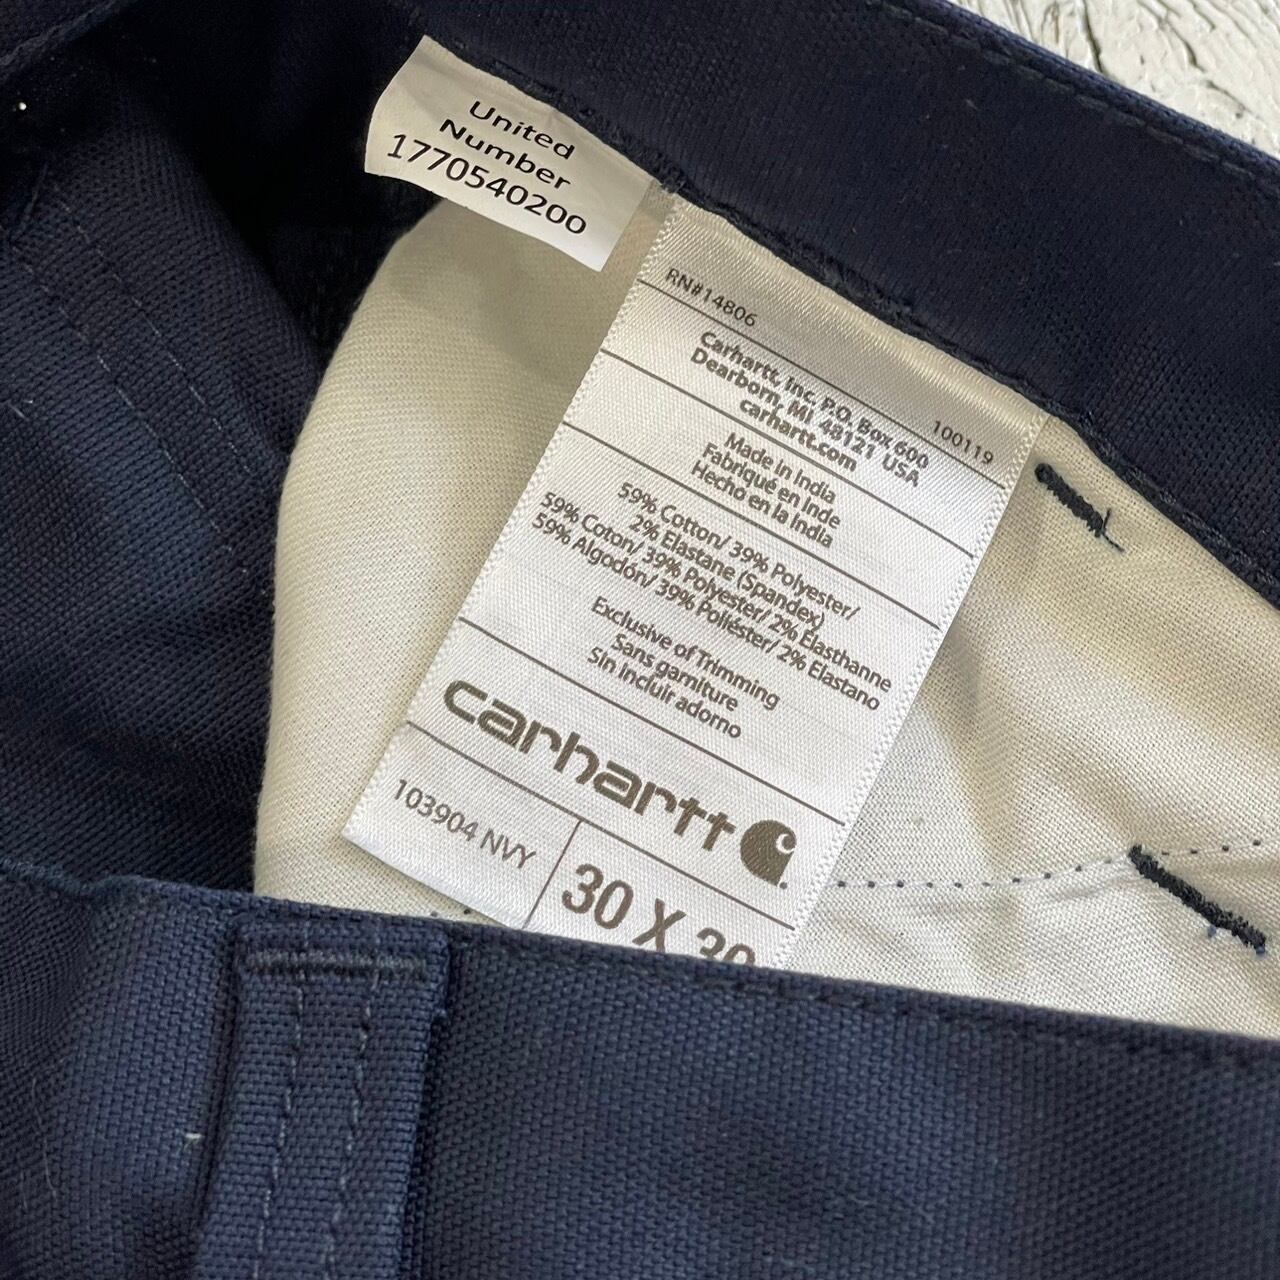 United
Number
1770540200
RN#14806
100119
Carhartt, Inc. P.O. Box 600
Dearborn, MI 48121 USA
carhartt.com
Made in India
Fabriqué en Inde
Hecho en la India
59% Cotton/ 39% Polyester/
2% Elastane (Spandex)
59% Coton/ 39% Polyester/ 2% Élasthanne
59% Algodón/ 39% Poliéster/ 2% Elastano
Exclusive of Trimming
Sans garniture
Sin incluir adorno
carhartt
103904 NVY
30 X